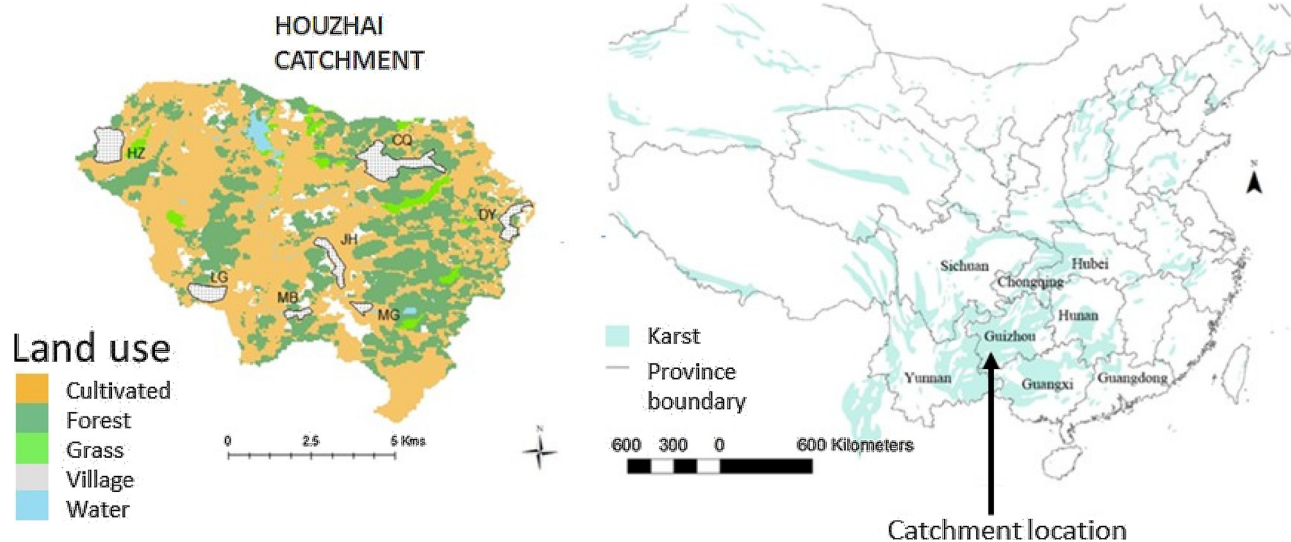 HOUZHAI
CATCHMENT
HZ
CQ
DY
JH
LG
MB
MG
Land use
Cultivated
Forest
Grass
Village
Water
0 2.5 5 Kms
N
N
Sichuan
Hubei
Chongqing
Hunan
Guizhou
Yunnan
Guangxi
Guangdong
Karst
Province
boundary
600 300 0 600 Kilometers
Catchment location